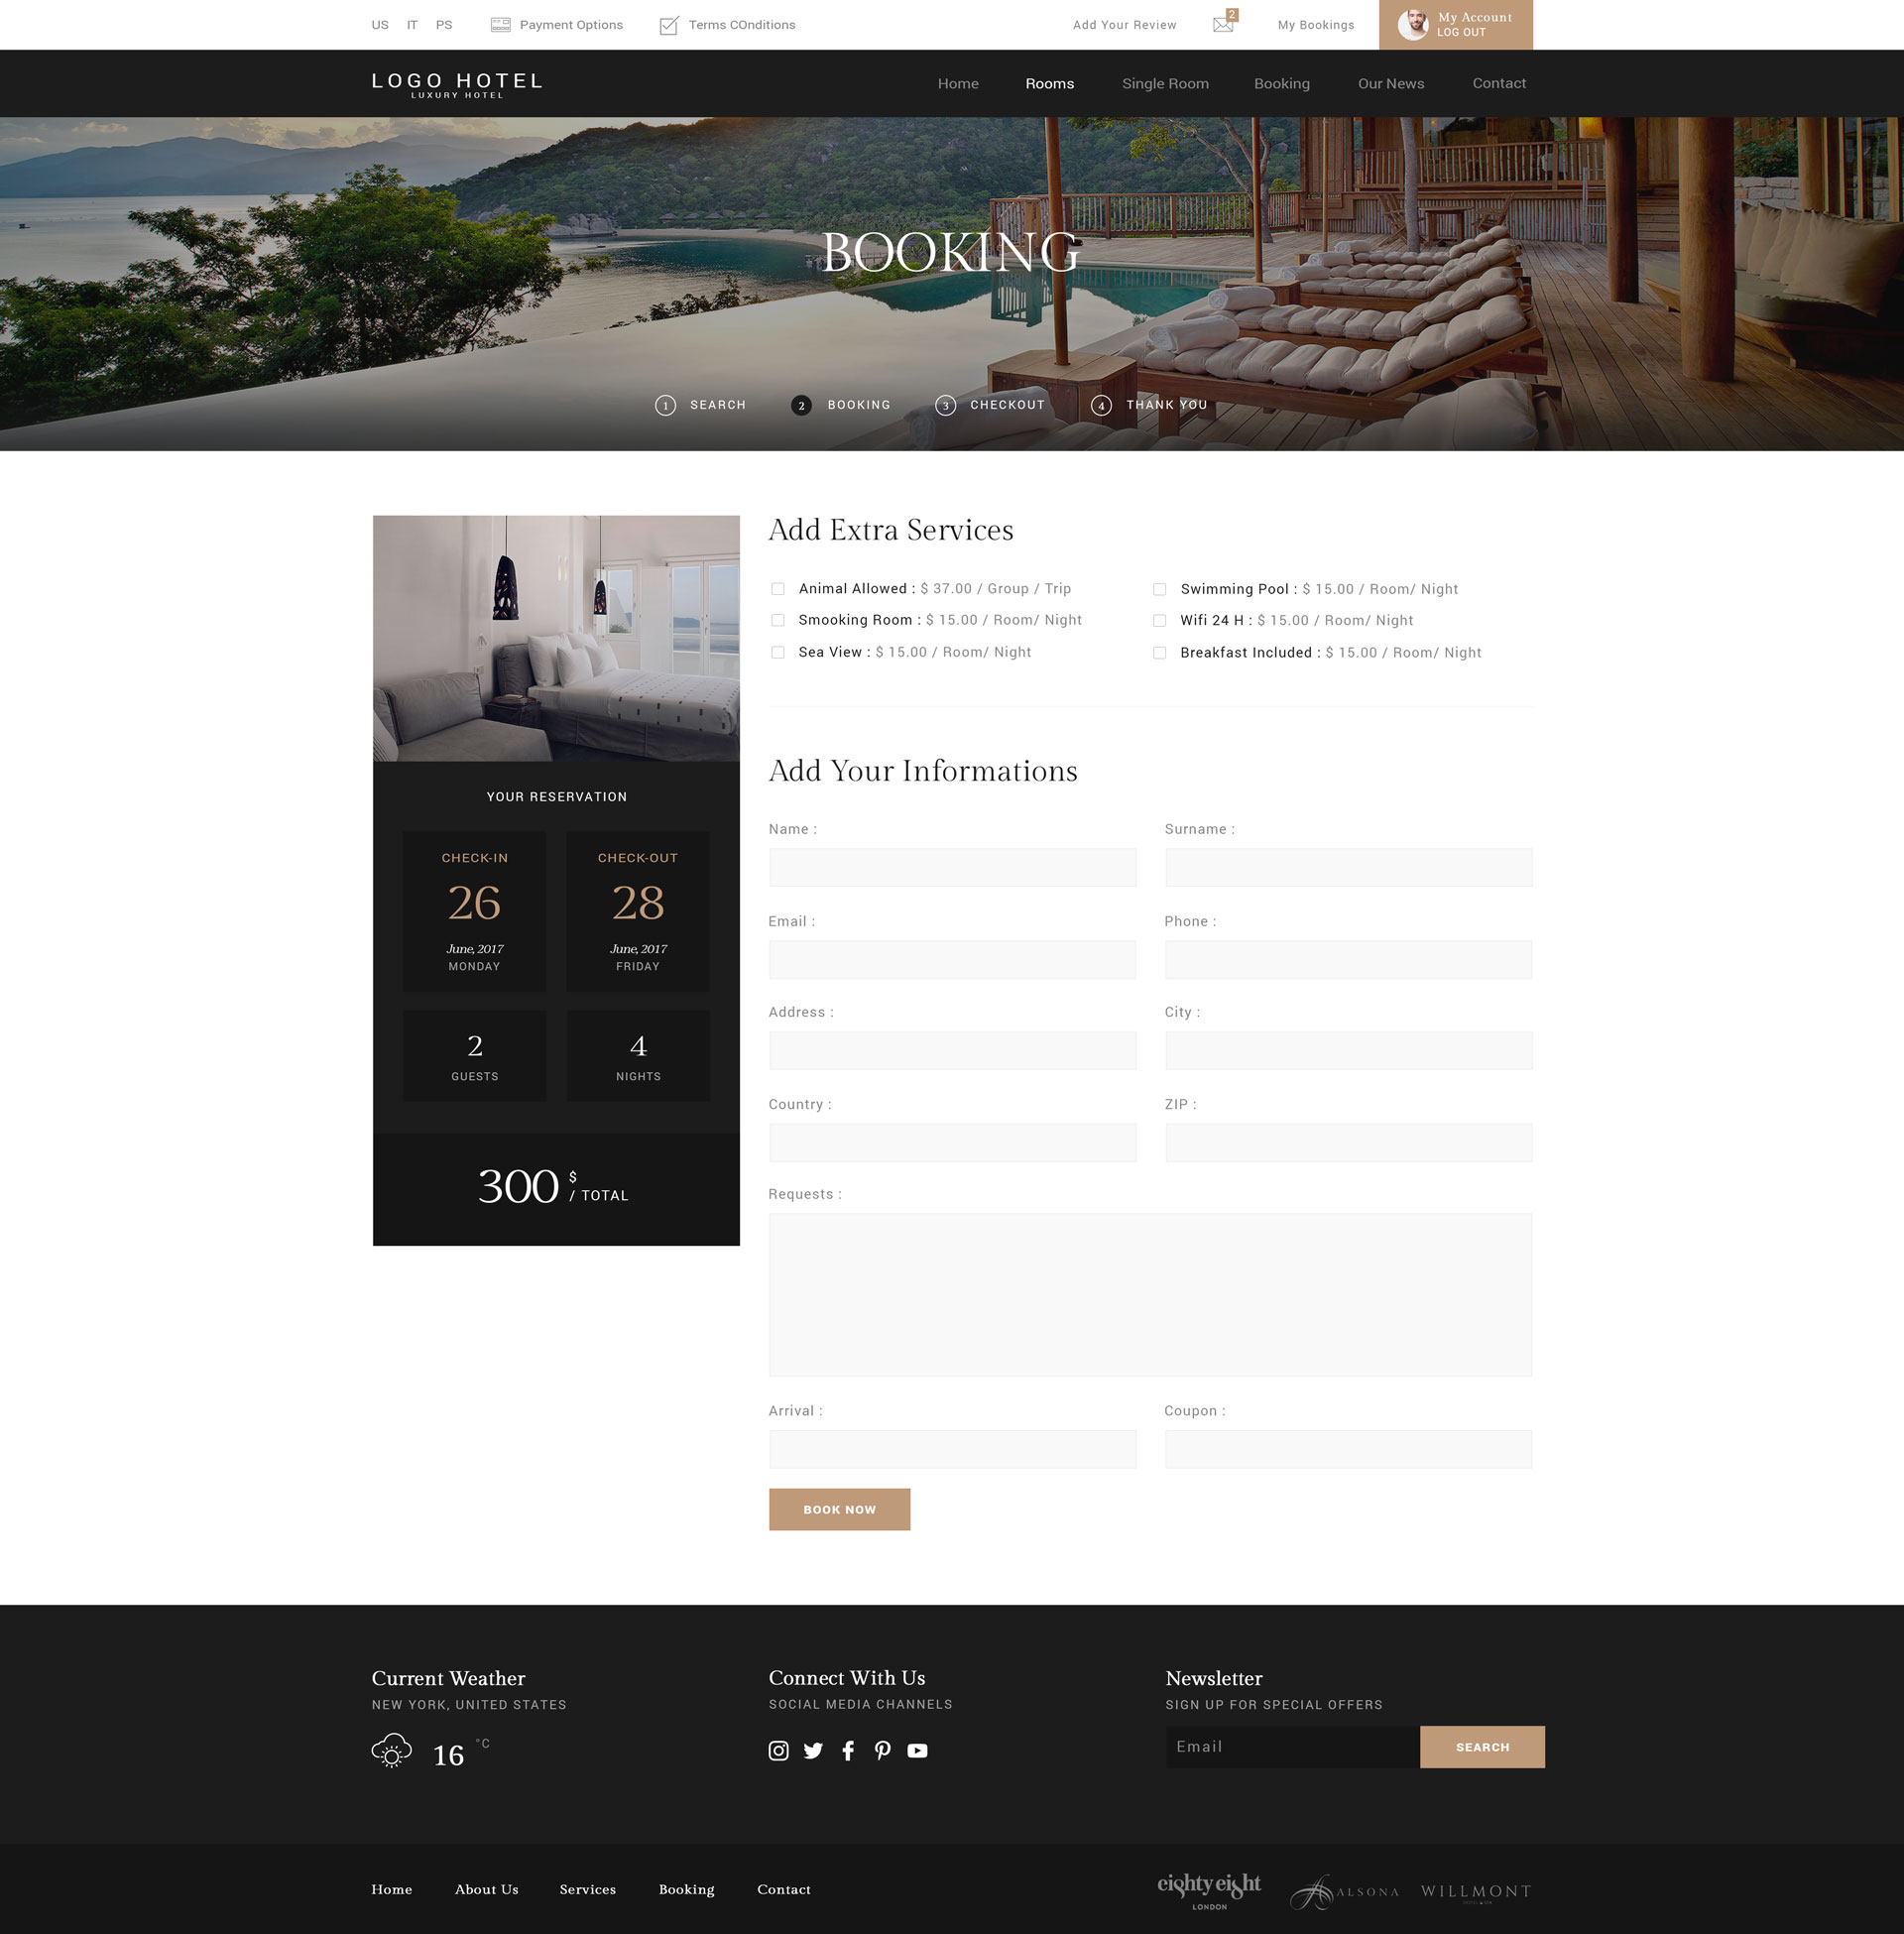 US IT PS Payment Options Terms COnditions Add Your Review 2 My Bookings My Account
LOG OUT
LOGO HOTEL
LUXURY HOTEL
Home Rooms Single Room Booking Our News Contact
BOOKING
1 SEARCH 2 BOOKING 3 CHECKOUT 4 THANK YOU
YOUR RESERVATION
CHECK-IN CHECK-OUT
26 28
June, 2017 June, 2017
MONDAY FRIDAY
2 4
GUESTS NIGHTS
300 $
/ TOTAL
Add Extra Services
Animal Allowed : $ 37.00 / Group / Trip Swimming Pool : $ 15.00 / Room/ Night
Smooking Room : $ 15.00 / Room/ Night Wifi 24 H : $ 15.00 / Room/ Night
Sea View : $ 15.00 / Room/ Night Breakfast Included : $ 15.00 / Room/ Night
Add Your Informations
Name : Surname :
Email : Phone :
Address : City :
Country : ZIP :
Requests :
Arrival : Coupon :
BOOK NOW
Current Weather
NEW YORK, UNITED STATES
16 °C
Connect With Us
SOCIAL MEDIA CHANNELS
Newsletter
SIGN UP FOR SPECIAL OFFERS
Email SEARCH
Home About Us Services Booking Contact
eighty eight
LONDON
ALSONA
WILLMONT